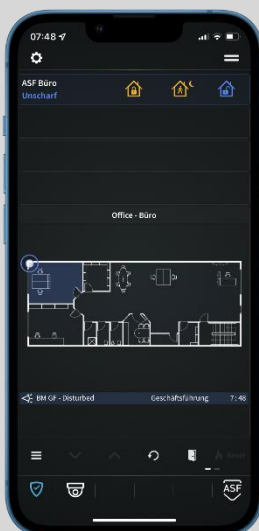 07:48
ASF Büro
Unscharf
Office - Büro
BM GF - Disturbed Geschäftsführung 7:48
ASF